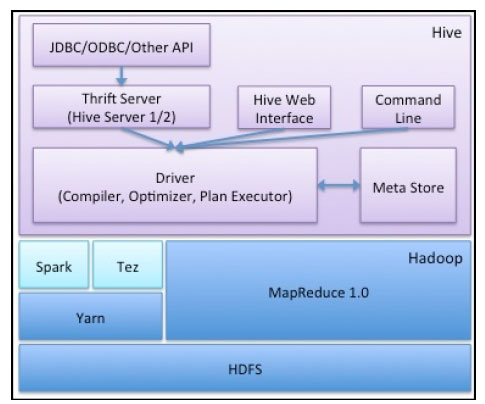 Hive
JDBC/ODBC/Other API
Thrift Server
(Hive Server 1/2)
Hive Web
Interface
Command
Line
Driver
(Compiler, Optimizer, Plan Executor)
Meta Store
Spark
Tez
Hadoop
MapReduce 1.0
Yarn
HDFS